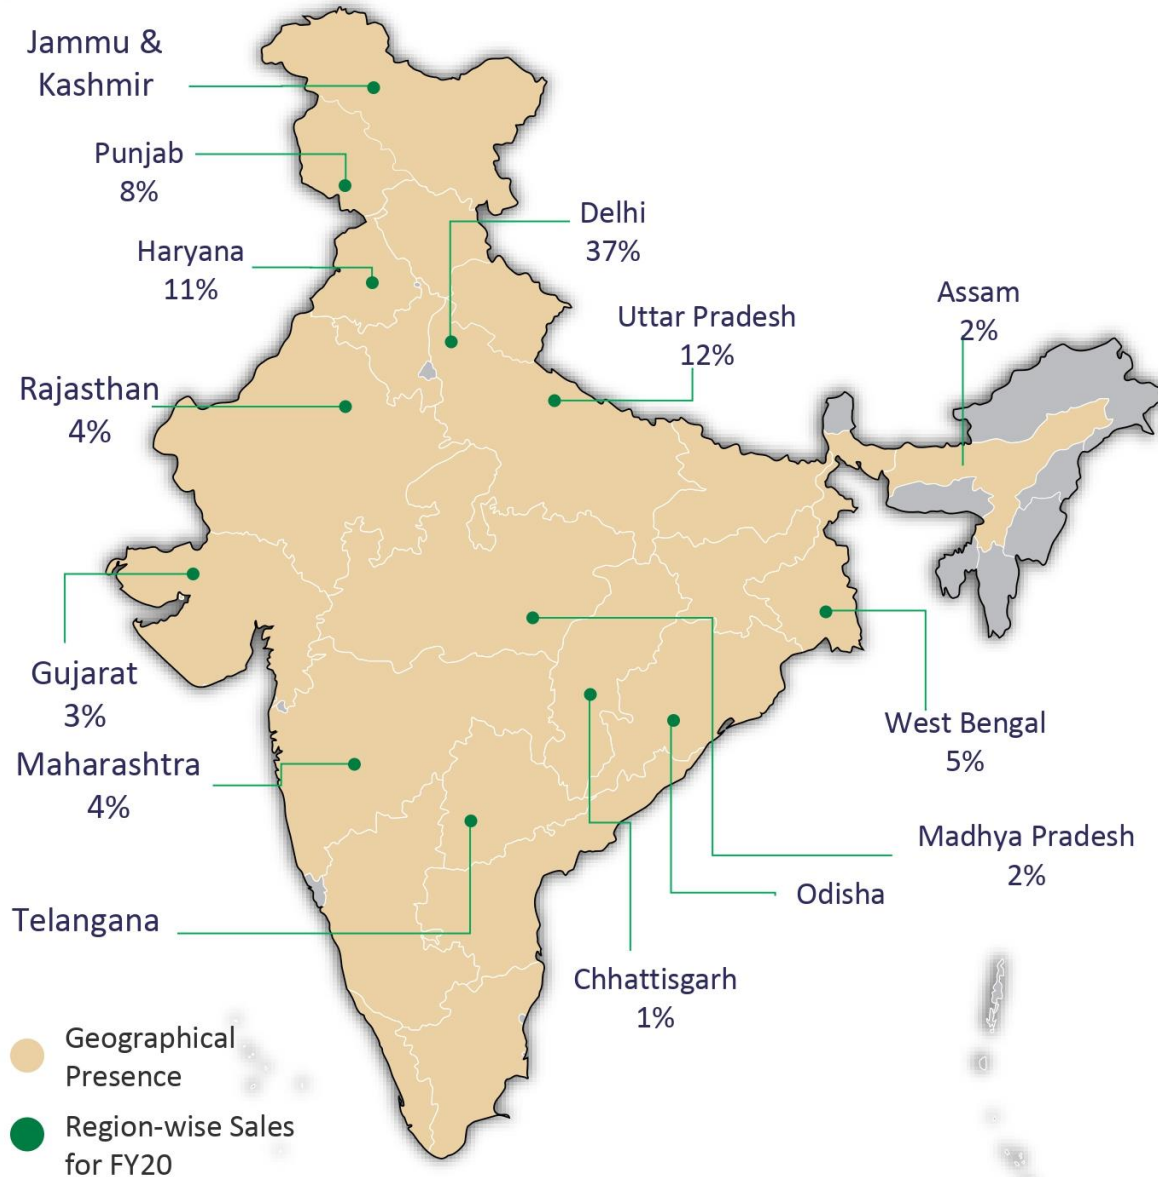 Jammu &
Kashmir
Punjab
8%
Delhi
37%
Haryana
11%
Assam
2%
Uttar Pradesh
12%
Rajasthan
4%
Gujarat
3%
West Bengal
5%
Maharashtra
4%
Madhya Pradesh
2%
Odisha
Telangana
Chhattisgarh
1%
Geographical
Presence
Region-wise Sales
for FY20